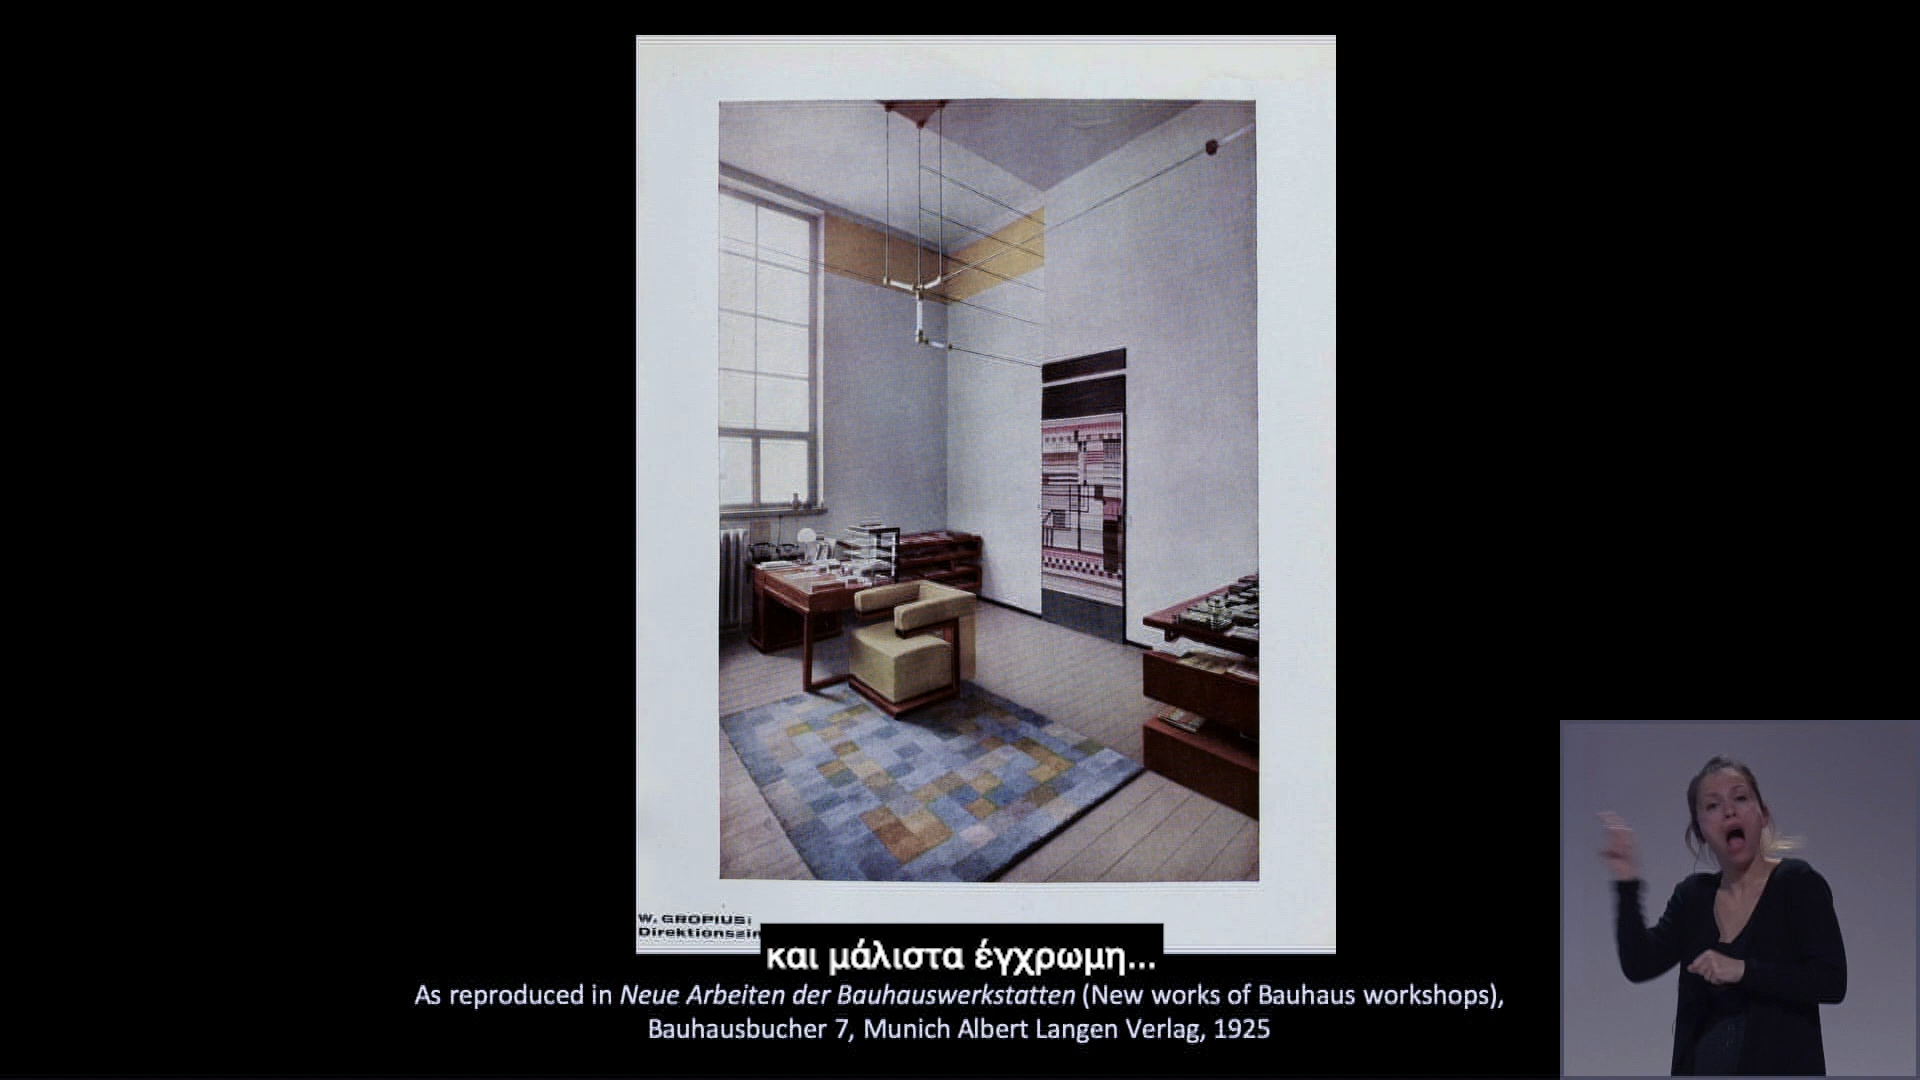 W. GROPIUS:
και μάλιστα έγχρωμη...
As reproduced in Neue Arbeiten der Bauhauswerkstatten (New works of Bauhaus workshops),
Bauhausbucher 7, Munich Albert Langen Verlag, 1925